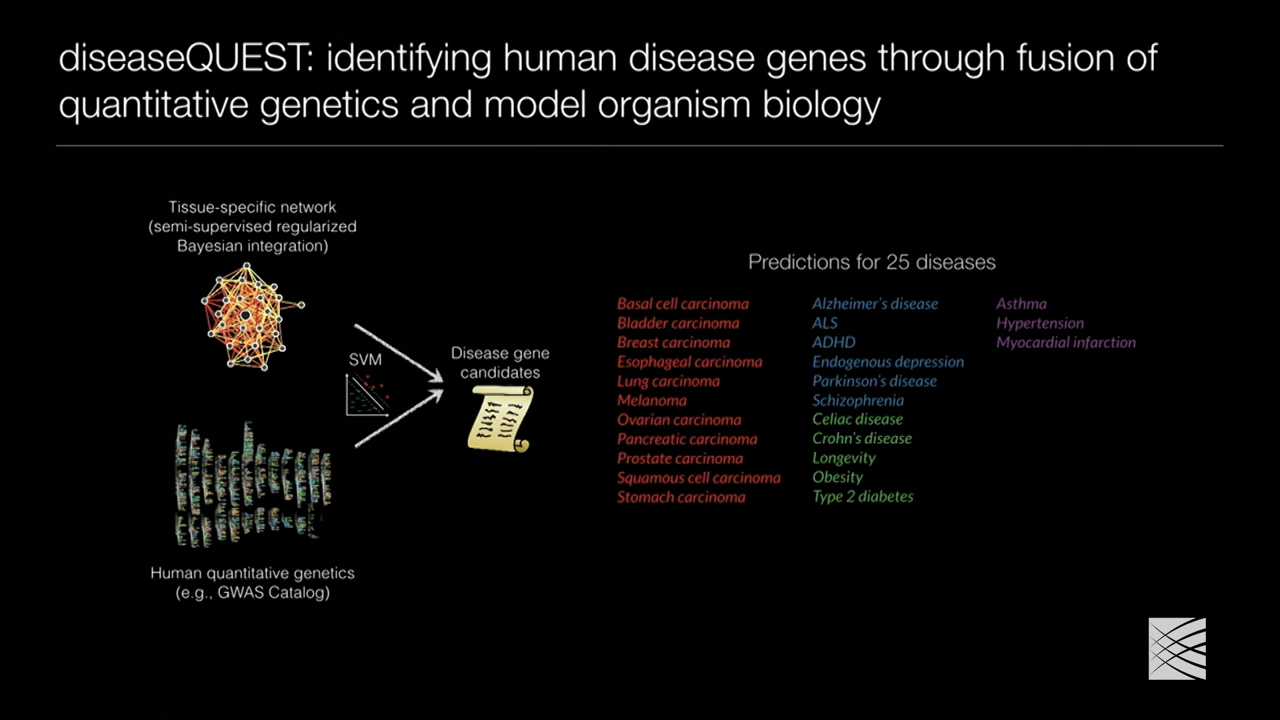 diseaseQUEST: identifying human disease genes through fusion of
quantitative genetics and model organism biology
Tissue-specific network
(semi-supervised regularized
Bayesian integration)
SVM
Disease gene
candidates
Human quantitative genetics
(e.g., GWAS Catalog)
Predictions for 25 diseases
Basal cell carcinoma
Bladder carcinoma
Breast carcinoma
Esophageal carcinoma
Lung carcinoma
Melanoma
Ovarian carcinoma
Pancreatic carcinoma
Prostate carcinoma
Squamous cell carcinoma
Stomach carcinoma
Alzheimer's disease
ALS
ADHD
Endogenous depression
Parkinson's disease
Schizophrenia
Celiac disease
Crohn's disease
Longevity
Obesity
Type 2 diabetes
Asthma
Hypertension
Myocardial infarction